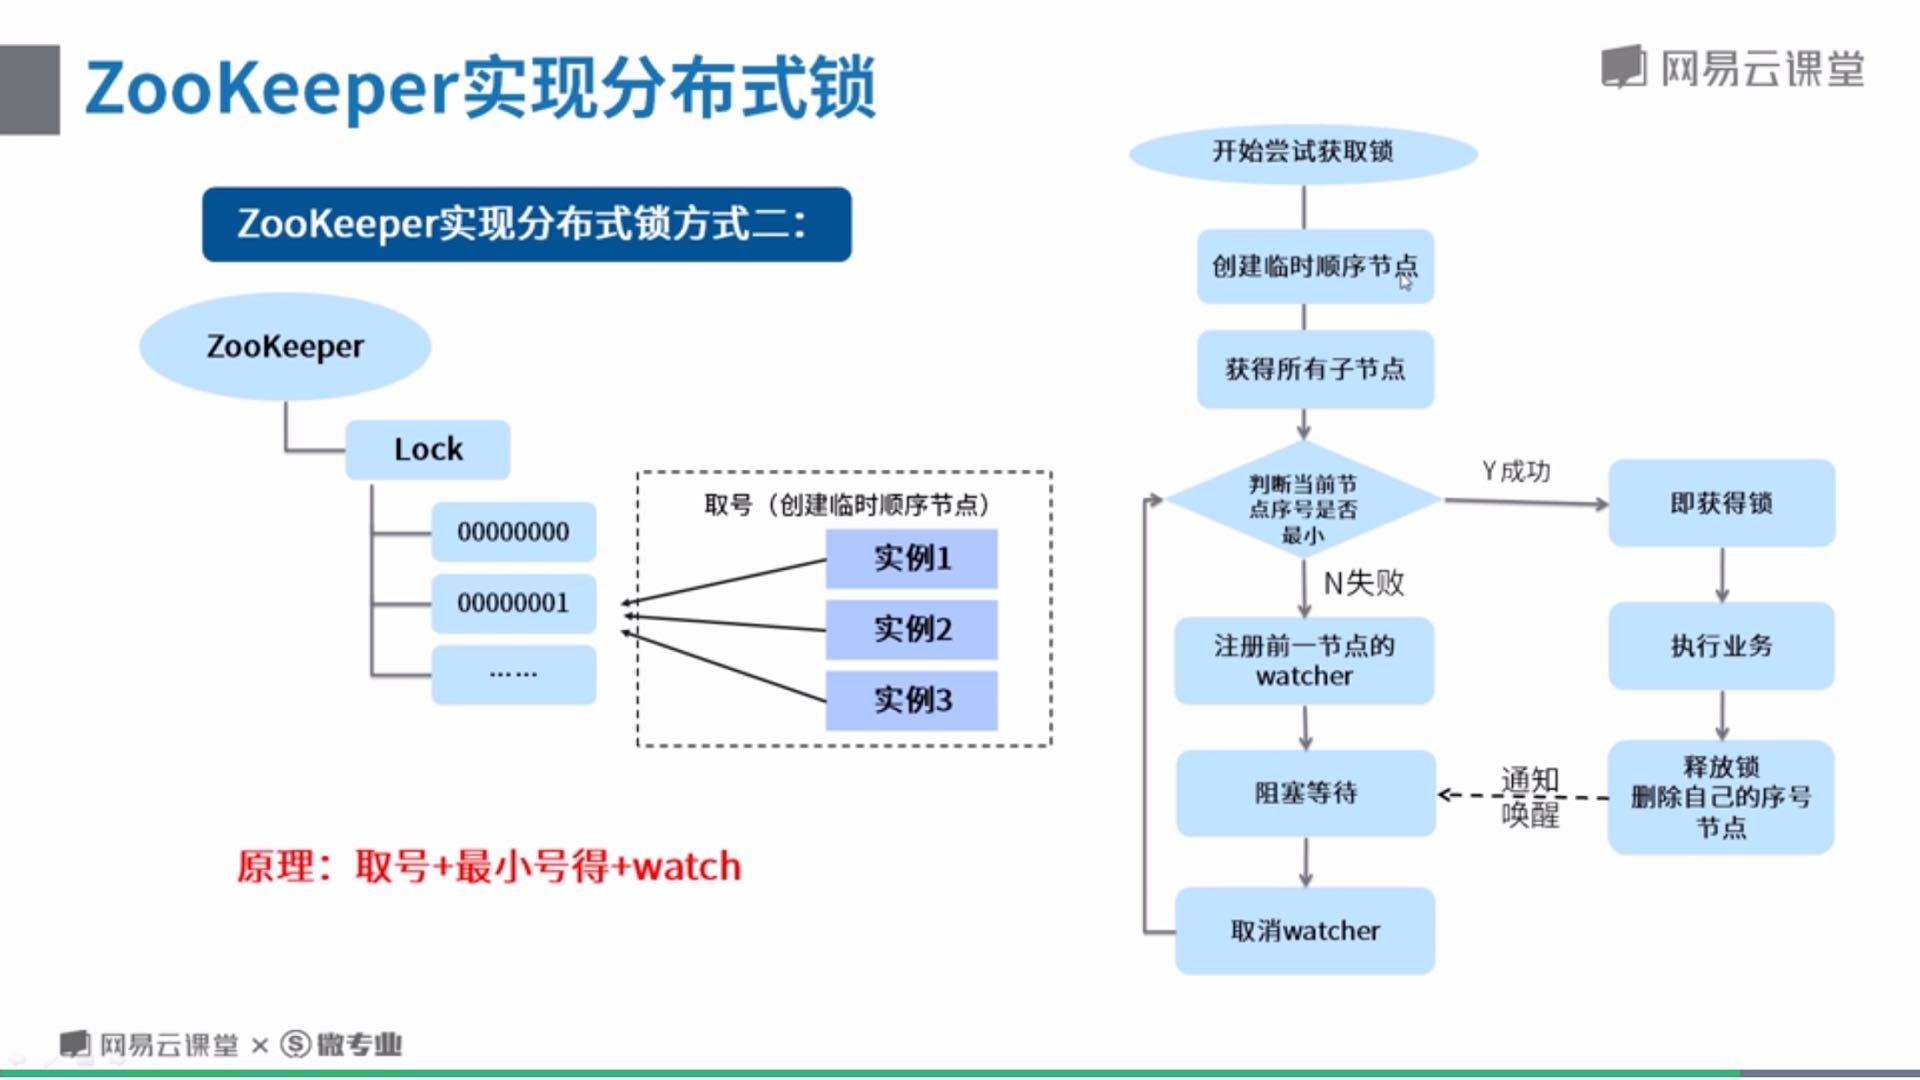 ZooKeeper实现分布式锁
网易云课堂
ZooKeeper实现分布式锁方式二：
ZooKeeper
Lock
00000000
00000001
……
取号（创建临时顺序节点）
实例1
实例2
实例3
原理：取号+最小号得+watch
开始尝试获取锁
创建临时顺序节点
获得所有子节点
判断当前节
点序号是否
最小
Y成功
即获得锁
N失败
注册前一节点的
watcher
执行业务
阻塞等待
通知
唤醒
释放锁
删除自己的序号
节点
取消watcher
网易云课堂 × 微专业